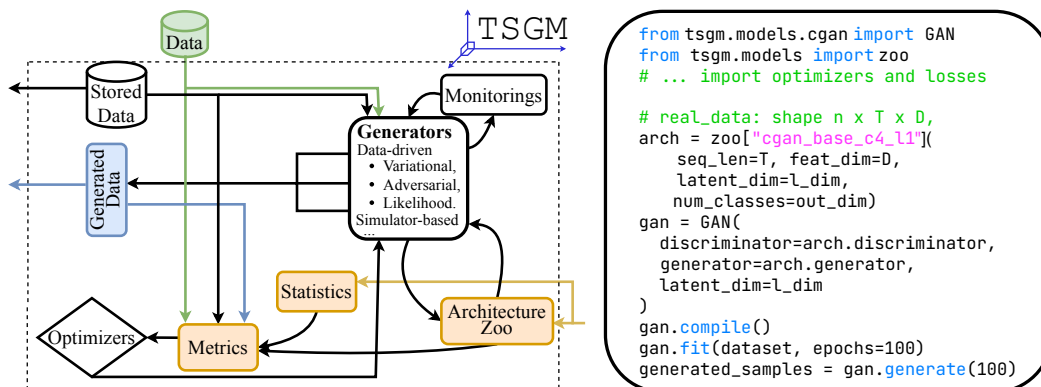 Data
TSGM
Stored
Data
Monitorings
Generators
Data-driven
• Variational,
• Adversarial,
• Likelihood.
Simulator-based
...
Generated
Data
Statistics
Architecture
Zoo
Optimizers
Metrics
from tsgm.models.cgan import GAN
from tsgm.models import zoo
# ... import optimizers and losses
# real_data: shape n x T x D,
arch = zoo["cgan_base_c4_l1"](
seq_len=T, feat_dim=D,
latent_dim=l_dim,
num_classes=out_dim)
gan = GAN(
discriminator=arch.discriminator,
generator=arch.generator,
latent_dim=l_dim
)
gan.compile()
gan.fit(dataset, epochs=100)
generated_samples = gan.generate(100)